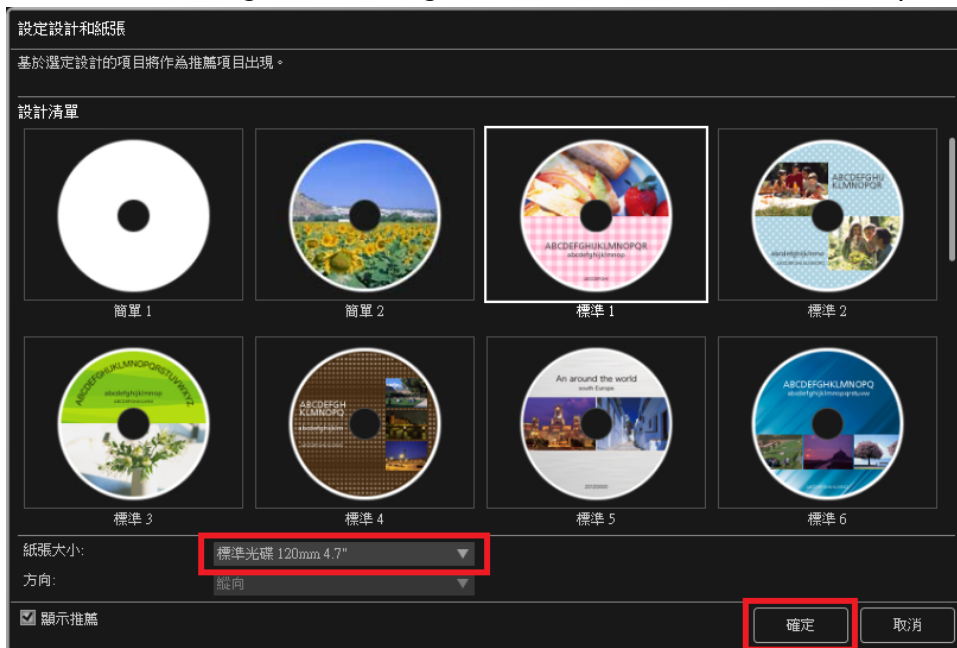 設定設計和紙張
基於選定設計的項目將作為推薦項目出現。
設計清單
ABCDEFGHIJKLMNOPQR
abcdefghijklmnop
ABCDEFGHIJ
KLMNOPQR
abcdefghijklmno
簡單 1
簡單 2
標準 1
標準 2
abcdefghijklmnop
ABCDEFGH
KLMNOPQ
An around the world
south Europe
ABCDEFGHKLMNOPQ
標準 3
標準 4
標準 5
標準 6
紙張大小:
標準光碟 120mm 4.7"
方向:
縱向
顯示推薦
確定
取消